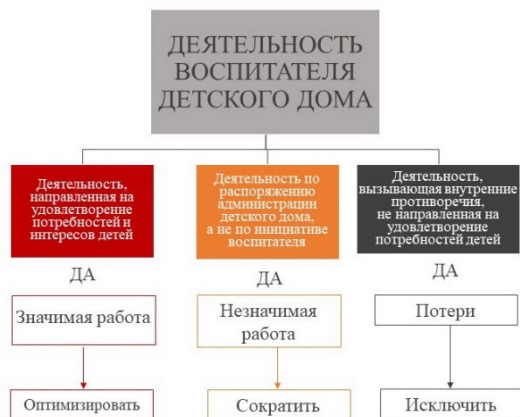 ДЕЯТЕЛЬНОСТЬ
ВОСПИТАТЕЛЯ
ДЕТСКОГО ДОМА
Деятельность,
направленная на
удовлетворение
потребностей и
интересов детей
Деятельность по
распоряжению
администрации
детского дома,
а не по инициативе
воспитателя
Деятельность,
вызывающая внутренние
противоречия,
не направленная на
удовлетворение
потребностей детей
ДА
ДА
ДА
Значимая работа
Незначимая
работа
Потери
Оптимизировать
Сократить
Исключить